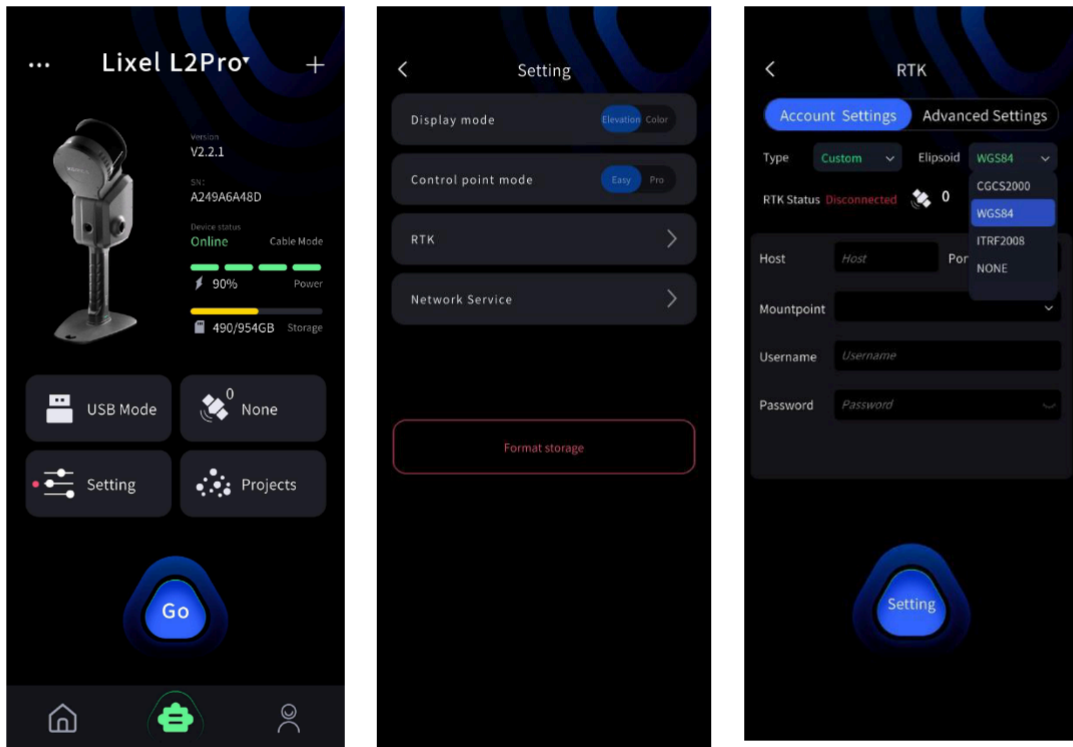 ... Lixel L2Pro▾ +
Version
V2.2.1
SN:
A249A6A48D
Device status
Online Cable Mode
90% Power
490/954GB Storage
USB Mode
0
None
Setting
Projects
Go
Setting
Display mode Elevation Color
Control point mode Easy Pro
RTK
Network Service
Format storage
RTK
Account Settings Advanced Settings
Type Custom Elipsoid WGS84
RTK Status Disconnected 0
CGCS2000
WGS84
ITRF2008
NONE
Host Host Por
Mountpoint
Username Username
Password Password
Setting